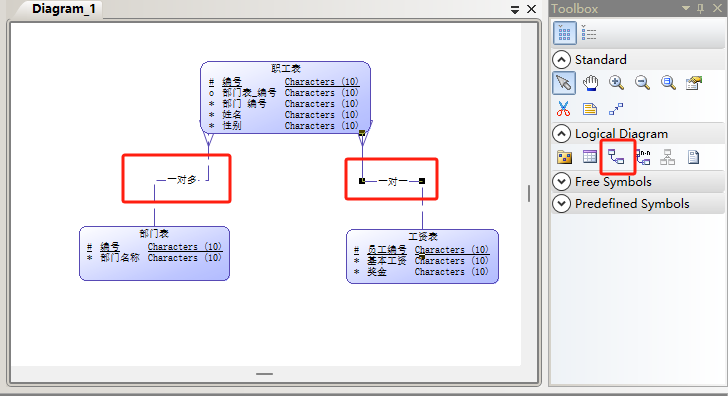 Diagram_1
Toolbox
Standard
Logical Diagram
Free Symbols
Predefined Symbols
职工表
# 编号 Characters (10)
o 部门表_编号 Characters (10)
* 部门 编号 Characters (10)
* 姓名 Characters (10)
* 性别 Characters (10)
一对多
一对一
部门表
# 编号 Characters (10)
* 部门名称 Characters (10)
工资表
# 员工编号 Characters (10)
* 基本工资 Characters (10)
* 奖金 Characters (10)